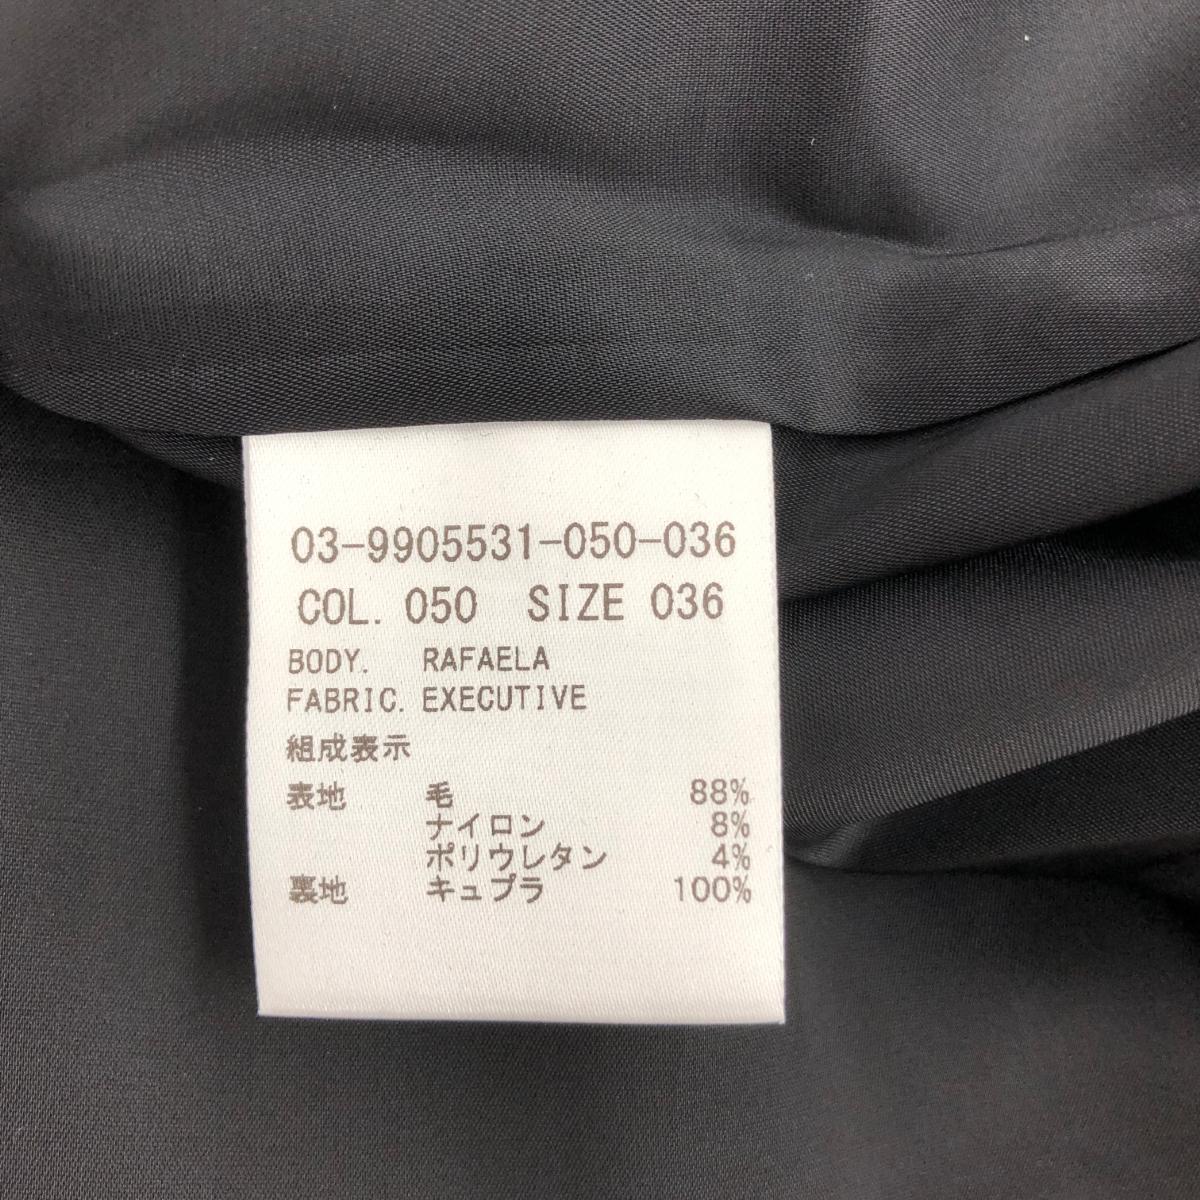 03-9905531-050-036
COL. 050 SIZE 036
BODY. RAFAELA
FABRIC. EXECUTIVE
組成表示
表地 毛 88%
ナイロン 8%
ポリウレタン 4%
裏地 キュプラ 100%